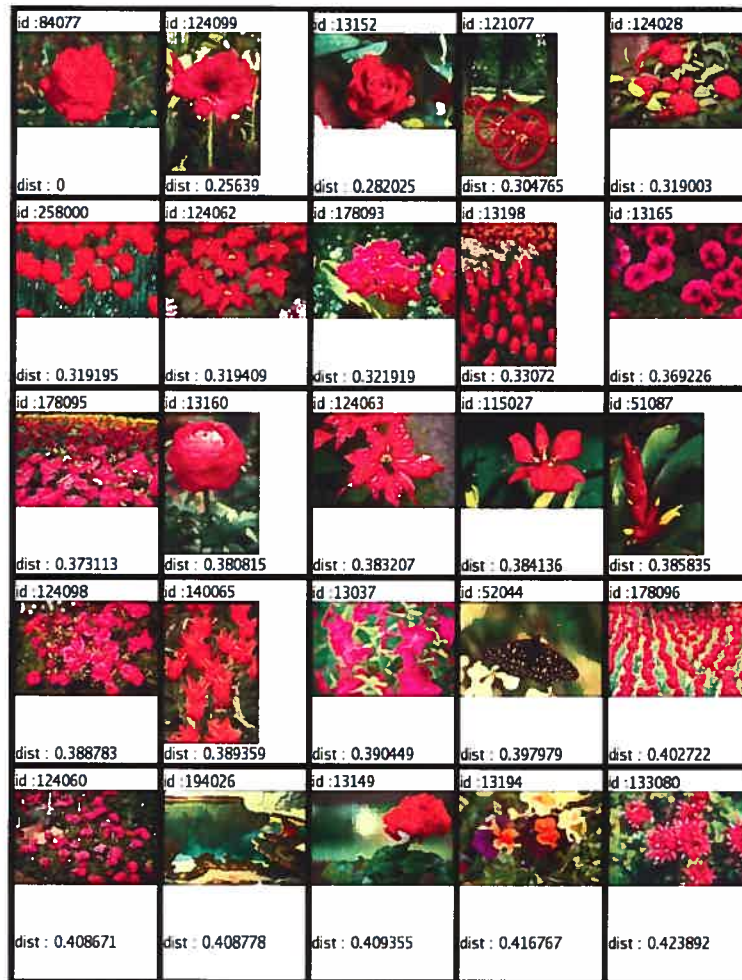 id :84077
id :124099
id :13152
id :121077
id :124028
dist : 0
dist : 0.25639
dist : 0.282025
dist : 0.304765
dist : 0.319003
id :258000
id :124062
id :178093
id :13198
id :13165
dist : 0.319195
dist : 0.319409
dist : 0.321919
dist : 0.33072
dist : 0.369226
id :178095
id :13160
id :124063
id :115027
id :51087
dist : 0.373113
dist : 0.380815
dist : 0.383207
dist : 0.384136
dist : 0.385835
id :124098
id :140065
id :13037
id :52044
id :178096
dist : 0.388783
dist : 0.389359
dist : 0.390449
dist : 0.397979
dist : 0.402722
id :124060
id :194026
id :13149
id :13194
id :133080
dist : 0.408671
dist : 0.408778
dist : 0.409355
dist : 0.416767
dist : 0.423892